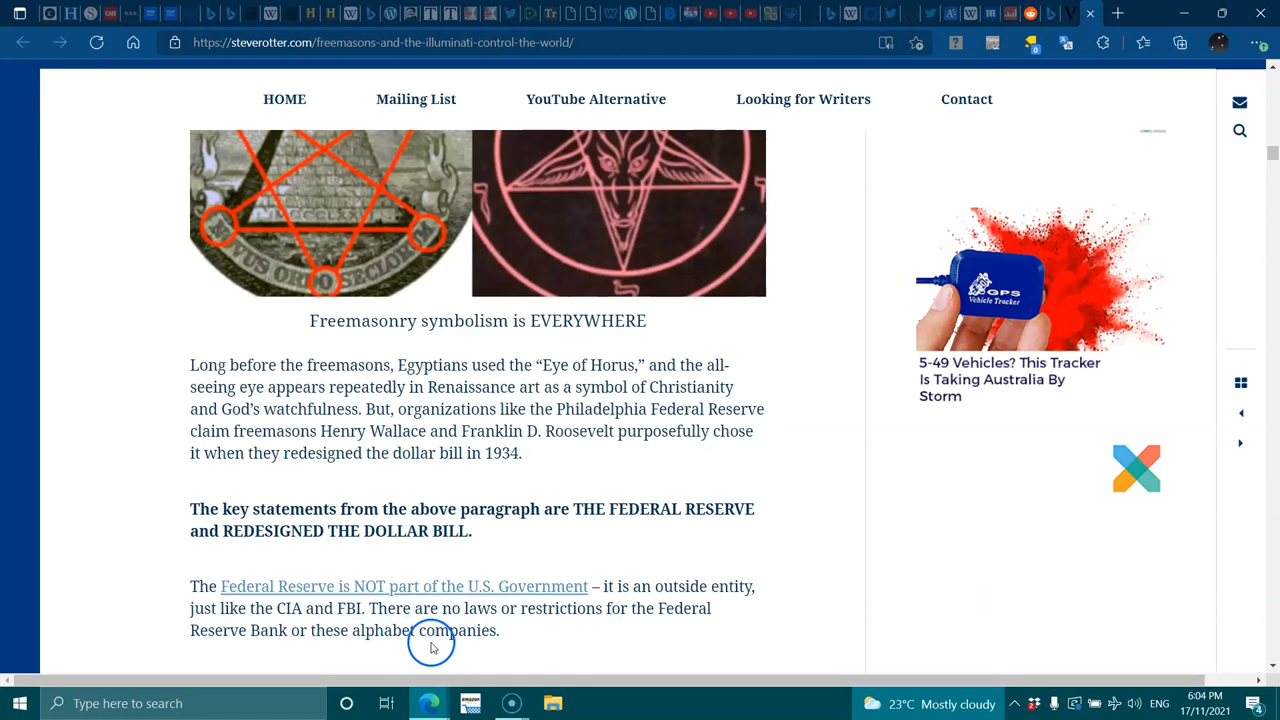 https://steverotter.com/freemasons-and-the-illuminati-control-the-world/
HOME Mailing List YouTube Alternative Looking for Writers Contact
Freemasonry symbolism is EVERYWHERE
Long before the freemasons, Egyptians used the “Eye of Horus,” and the all-
seeing eye appears repeatedly in Renaissance art as a symbol of Christianity
and God’s watchfulness. But, organizations like the Philadelphia Federal Reserve
claim freemasons Henry Wallace and Franklin D. Roosevelt purposefully chose
it when they redesigned the dollar bill in 1934.
The key statements from the above paragraph are THE FEDERAL RESERVE
and REDESIGNED THE DOLLAR BILL.
The Federal Reserve is NOT part of the U.S. Government – it is an outside entity,
just like the CIA and FBI. There are no laws or restrictions for the Federal
Reserve Bank or these alphabet companies.
GPS
Vehicle Tracker
5-49 Vehicles? This Tracker
Is Taking Australia By
Storm
Type here to search
23°C Mostly cloudy
ENG
6:04 PM
17/11/2021